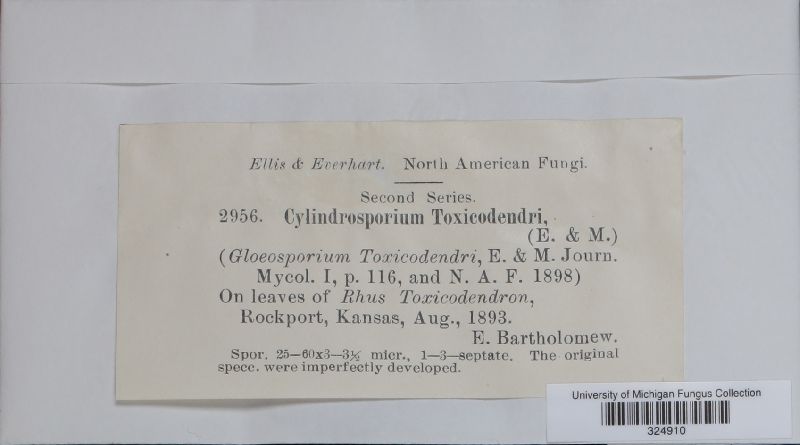 Ellis & Everhart. North American Fungi.
Second Series.
2956. Cylindrosporium Toxicodendri,
(E. & M.)
(Gloeosporium Toxicodendri, E. & M. Journ.
Mycol. I, p. 116, and N. A. F. 1898)
On leaves of Rhus Toxicodendron,
Rockport, Kansas, Aug., 1893.
E. Bartholomew.
Spor. 25—60x3—3½ micr., 1—3—septate. The original
specc. were imperfectly developed.
University of Michigan Fungus Collection
324910